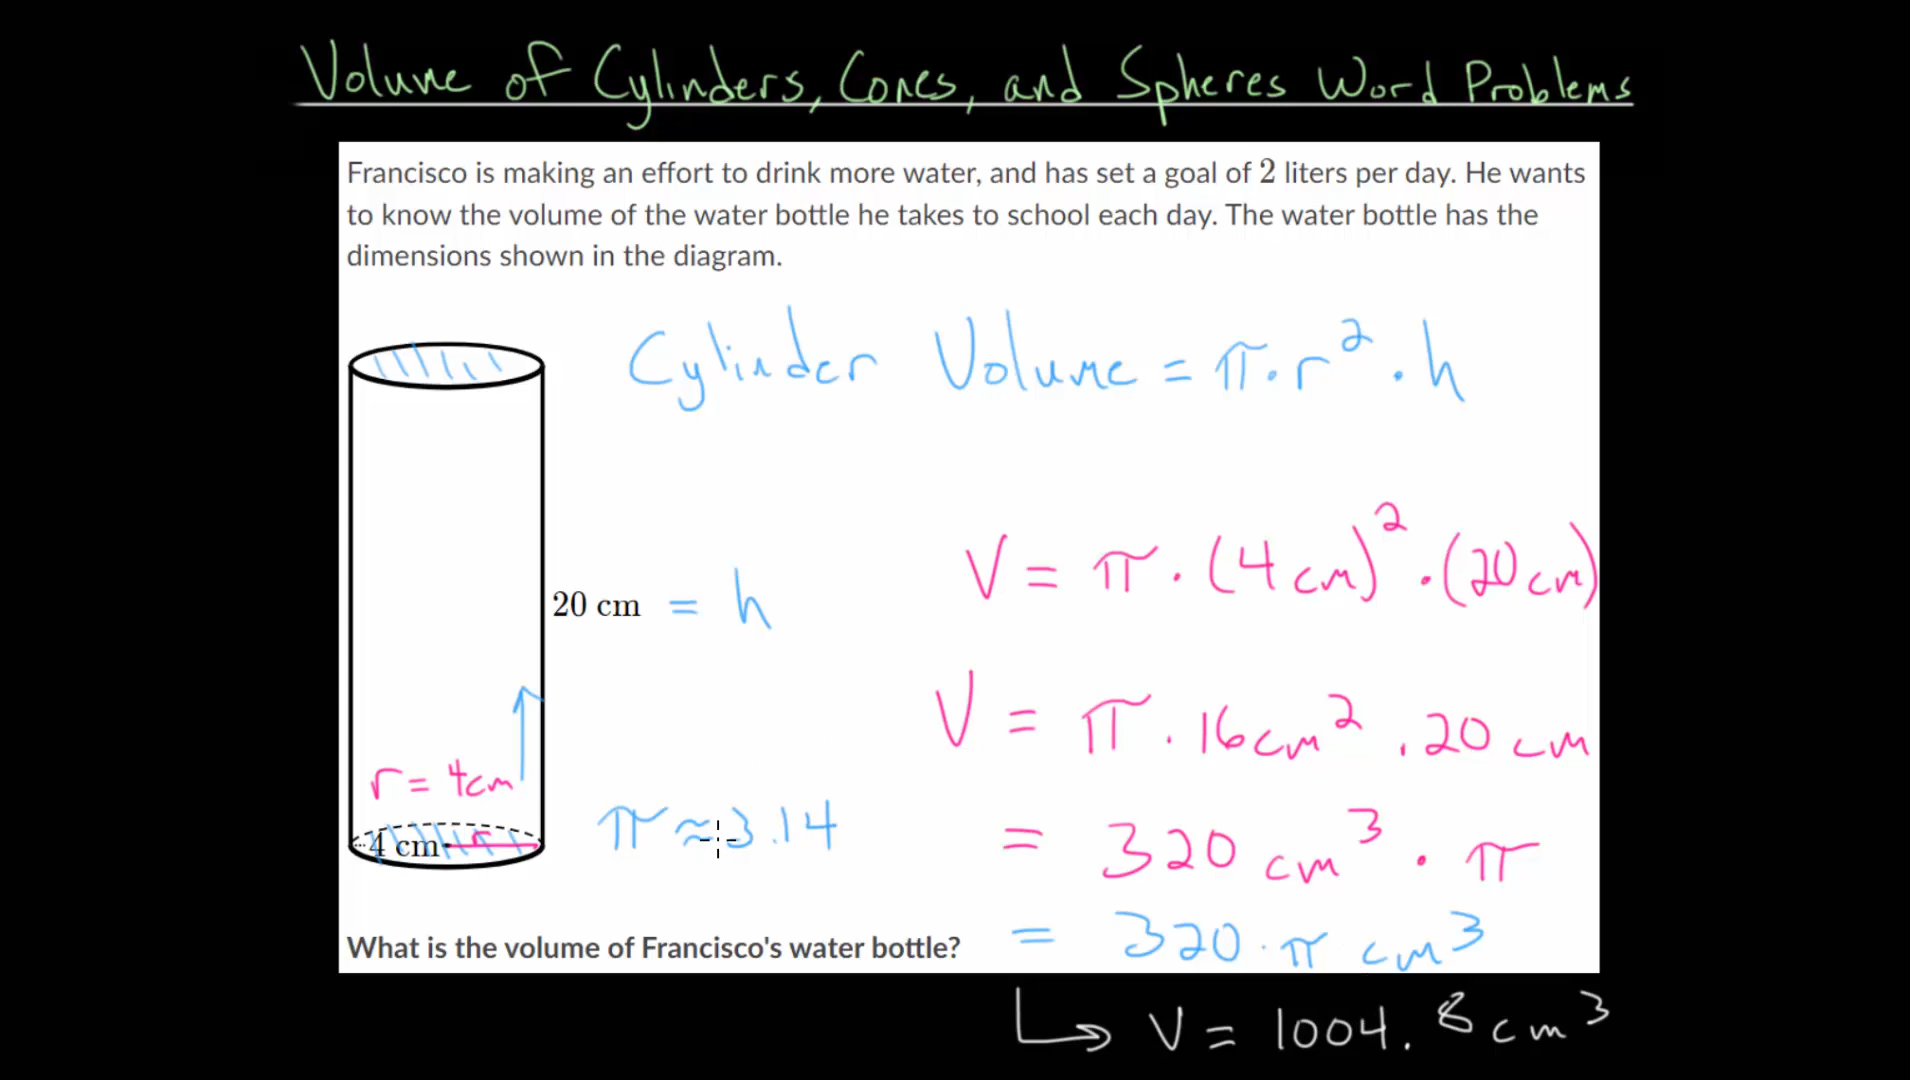 Volume of Cylinders, Cones, and Spheres Word Problems
Francisco is making an effort to drink more water, and has set a goal of 2 liters per day. He wants
to know the volume of the water bottle he takes to school each day. The water bottle has the
dimensions shown in the diagram.
Cylinder Volume = π · r² · h
V = π · (4 cm)² · (20 cm)
20 cm = h
V = π · 16 cm² · 20 cm
r = 4cm
π ≈ 3.14
= 320 cm³ · π
4 cm r
= 320 · π cm³
What is the volume of Francisco's water bottle?
V = 1004.8 cm³